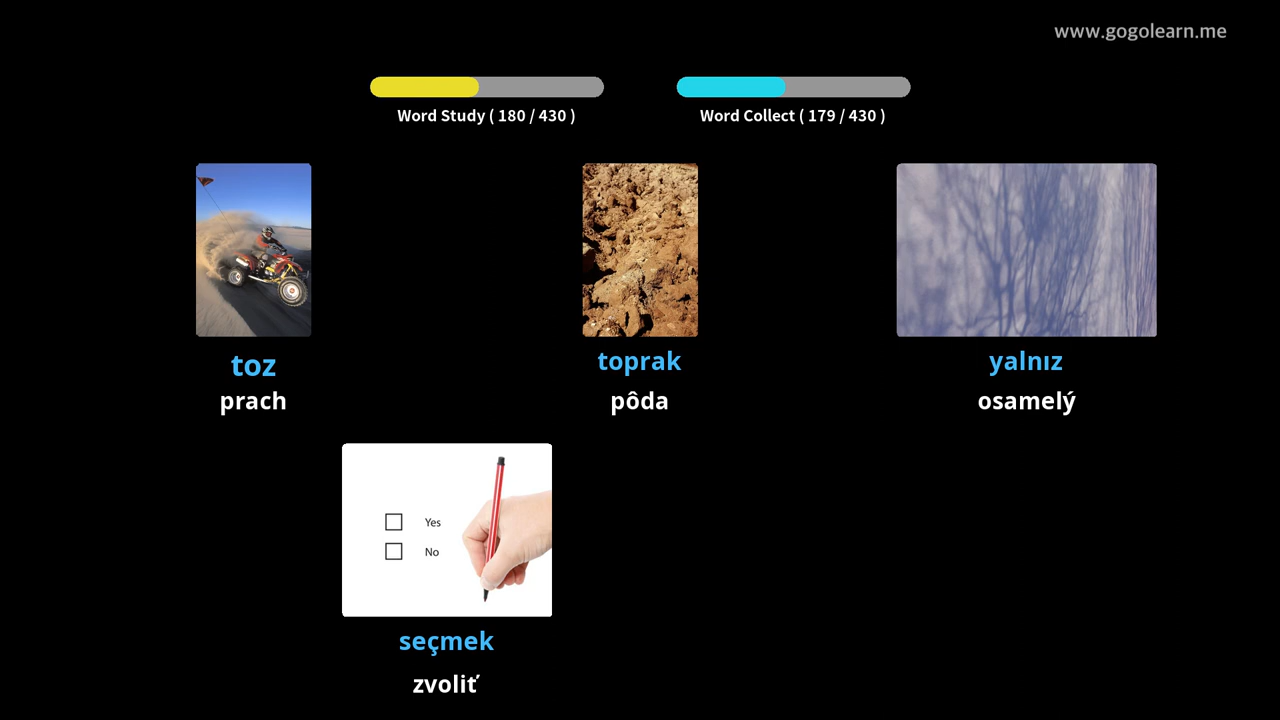 www.gogolearn.me
Word Study ( 180 / 430 )
Word Collect ( 179 / 430 )
toz
prach
toprak
pôda
yalnız
osamelý
Yes
No
seçmek
zvoliť